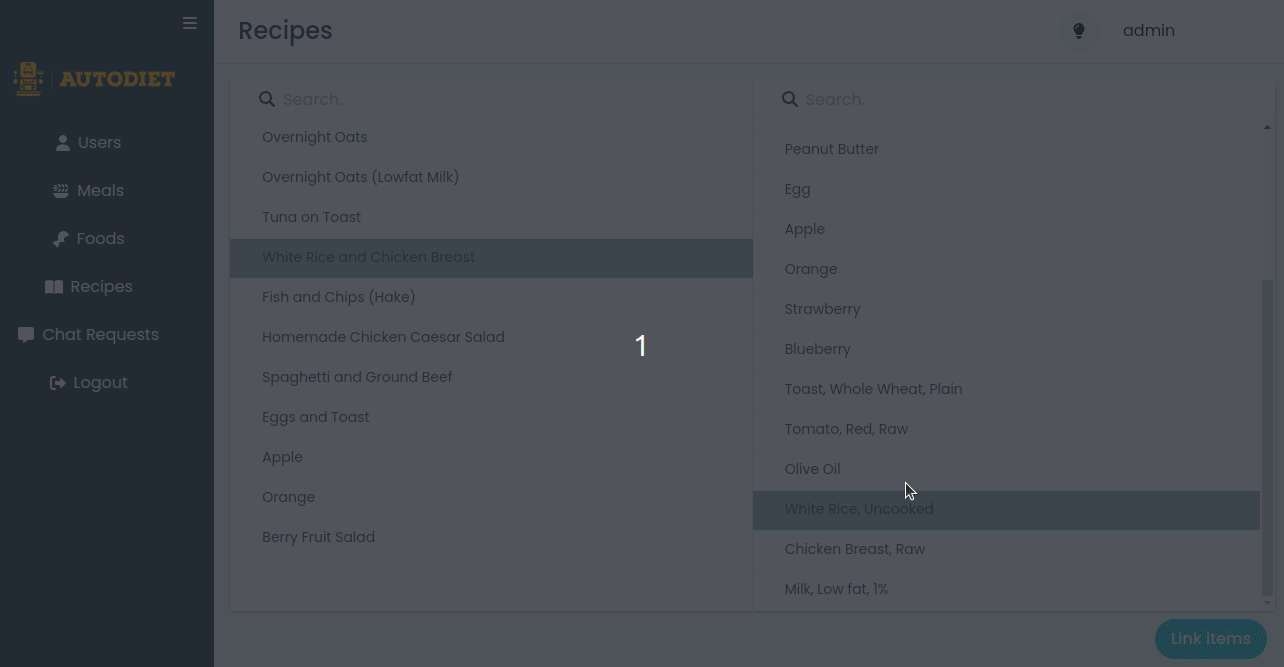 Recipes
admin
AUTODIET
Users
Meals
Foods
Recipes
Chat Requests
Logout
Search..
Overnight Oats
Overnight Oats (Lowfat Milk)
Tuna on Toast
White Rice and Chicken Breast
Fish and Chips (Hake)
Homemade Chicken Caesar Salad
Spaghetti and Ground Beef
Eggs and Toast
Apple
Orange
Berry Fruit Salad
Search..
Peanut Butter
Egg
Apple
Orange
Strawberry
Blueberry
Toast, Whole Wheat, Plain
Tomato, Red, Raw
Olive Oil
White Rice, Uncooked
Chicken Breast, Raw
Milk, Low fat, 1%
1
Link items